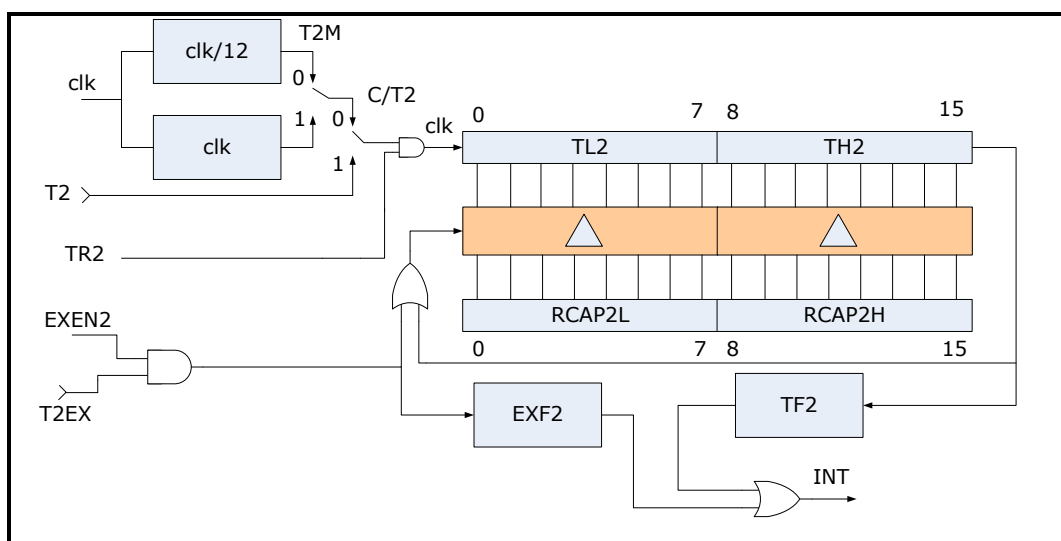 T2M
clk/12
clk
0
C/T2
1
0
clk
clk
1
T2
0 7 8 15
TL2 TH2
TR2
RCAP2L RCAP2H
0 7 8 15
EXEN2
T2EX
EXF2
TF2
INT